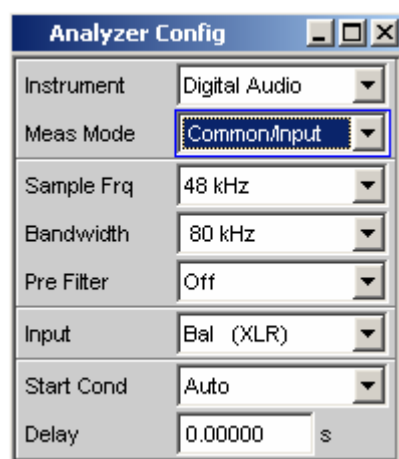 Analyzer Config
Instrument Digital Audio
Meas Mode Common/Input
Sample Frq 48 kHz
Bandwidth 80 kHz
Pre Filter Off
Input Bal (XLR)
Start Cond Auto
Delay 0.00000 s